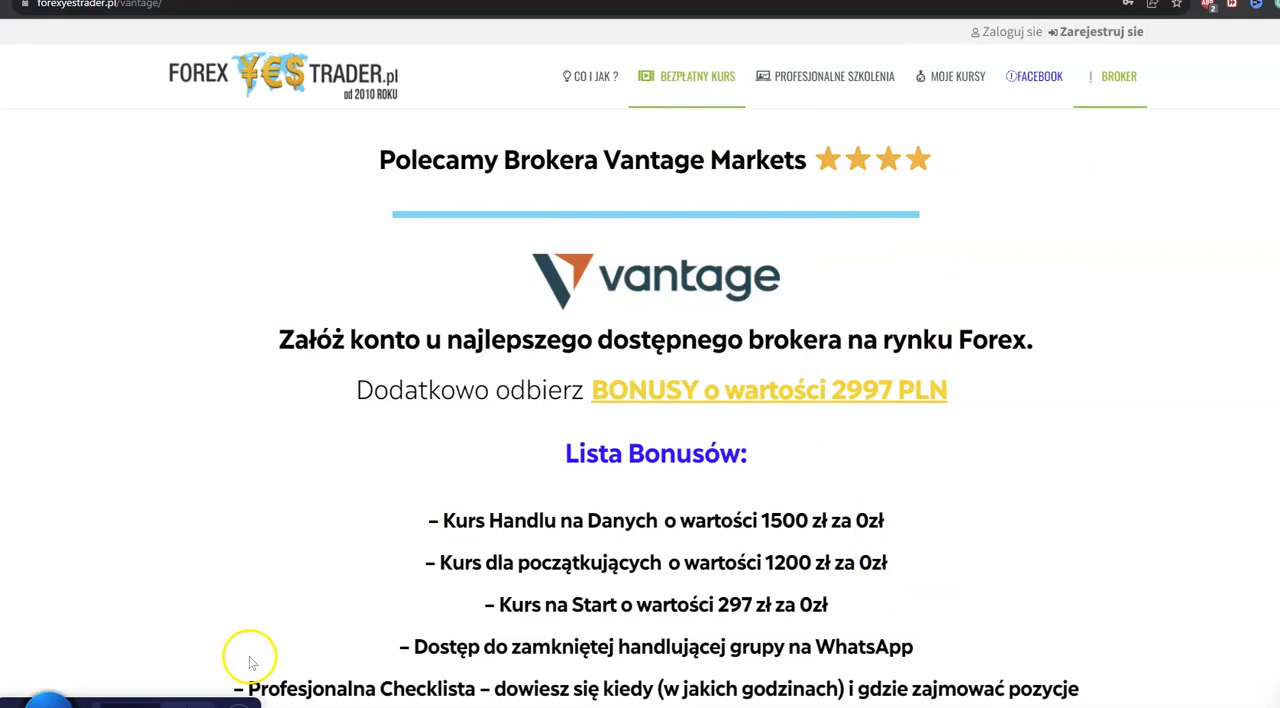 forexyestrader.pl/vantage/
Zaloguj sie Zarejestruj sie
FOREX YES TRADER.pl
od 2010 ROKU
CO I JAK ? BEZPŁATNY KURS PROFESJONALNE SZKOLENIA MOJE KURSY FACEBOOK BROKER
Polecamy Brokera Vantage Markets
vantage
Załóż konto u najlepszego dostępnego brokera na rynku Forex.
Dodatkowo odbierz BONUSY o wartości 2997 PLN
Lista Bonusów:
– Kurs Handlu na Danych o wartości 1500 zł za 0zł
– Kurs dla początkujących o wartości 1200 zł za 0zł
– Kurs na Start o wartości 297 zł za 0zł
– Dostęp do zamkniętej handlującej grupy na WhatsApp
– Profesjonalna Checklista – dowiesz się kiedy (w jakich godzinach) i gdzie zajmować pozycje